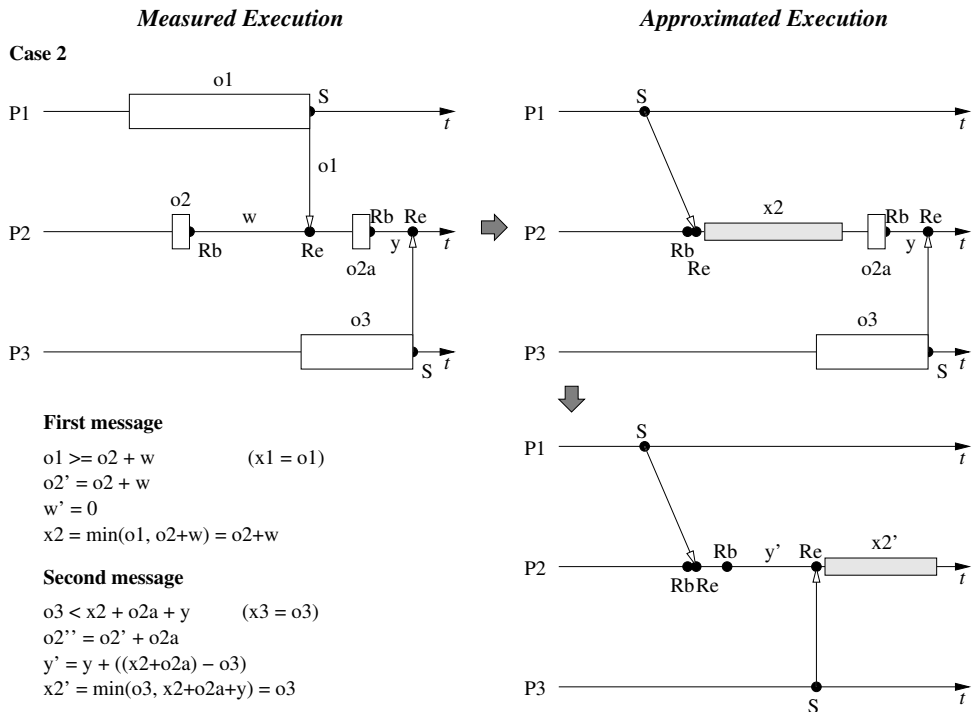 Measured Execution
Approximated Execution
Case 2
o1
S
P1
t
o1
o2
w
Rb
Re
P2
Rb
Re
y
t
o2a
o3
P3
S
t
S
P1
t
x2
Rb
Re
P2
Rb
Re
o2a
y
t
o3
P3
S
t
First message
o1 >= o2 + w (x1 = o1)
o2' = o2 + w
w' = 0
x2 = min(o1, o2+w) = o2+w
Second message
o3 < x2 + o2a + y (x3 = o3)
o2'' = o2' + o2a
y' = y + ((x2+o2a) – o3)
x2' = min(o3, x2+o2a+y) = o3
S
P1
t
Rb
y'
Re
x2'
P2
RbRe
t
P3
S
t